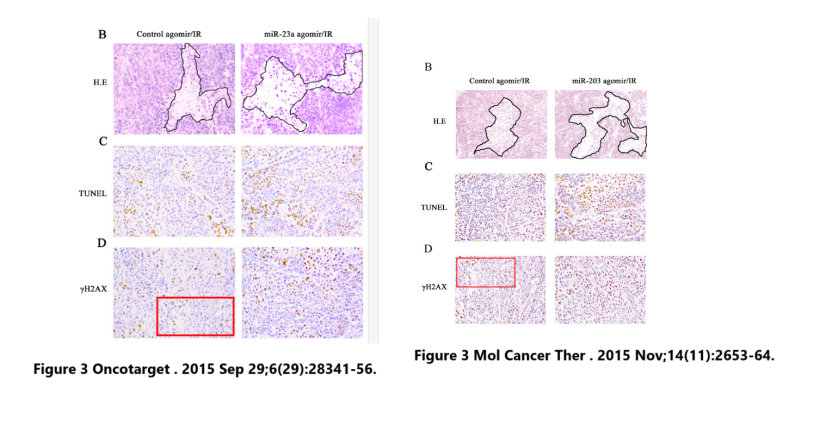 B
Control agomir/IR
miR-23a agomir/IR
H.E
C
TUNEL
D
γH2AX
Figure 3 Oncotarget . 2015 Sep 29;6(29):28341-56.
B
Control agomir/IR
miR-203 agomir/IR
H.E
C
TUNEL
D
γH2AX
Figure 3 Mol Cancer Ther . 2015 Nov;14(11):2653-64.